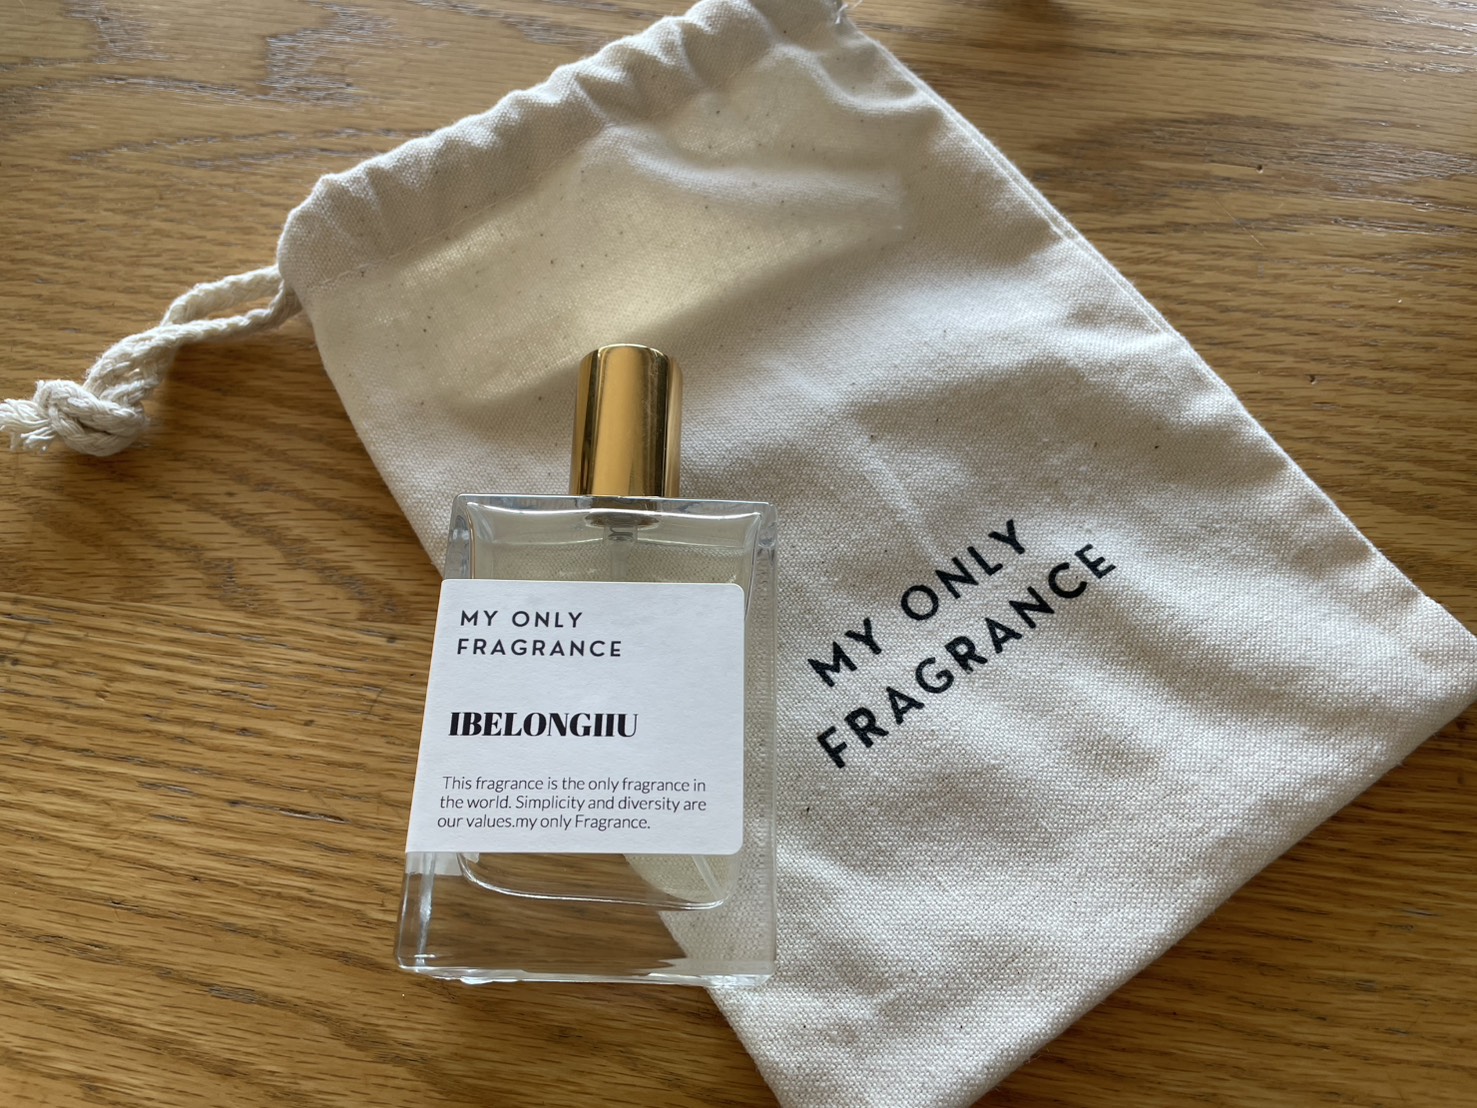 MY ONLY
FRAGRANCE
IBELONGIIU
This fragrance is the only fragrance in
the world. Simplicity and diversity are
our values.my only Fragrance.
MY ONLY
FRAGRANCE